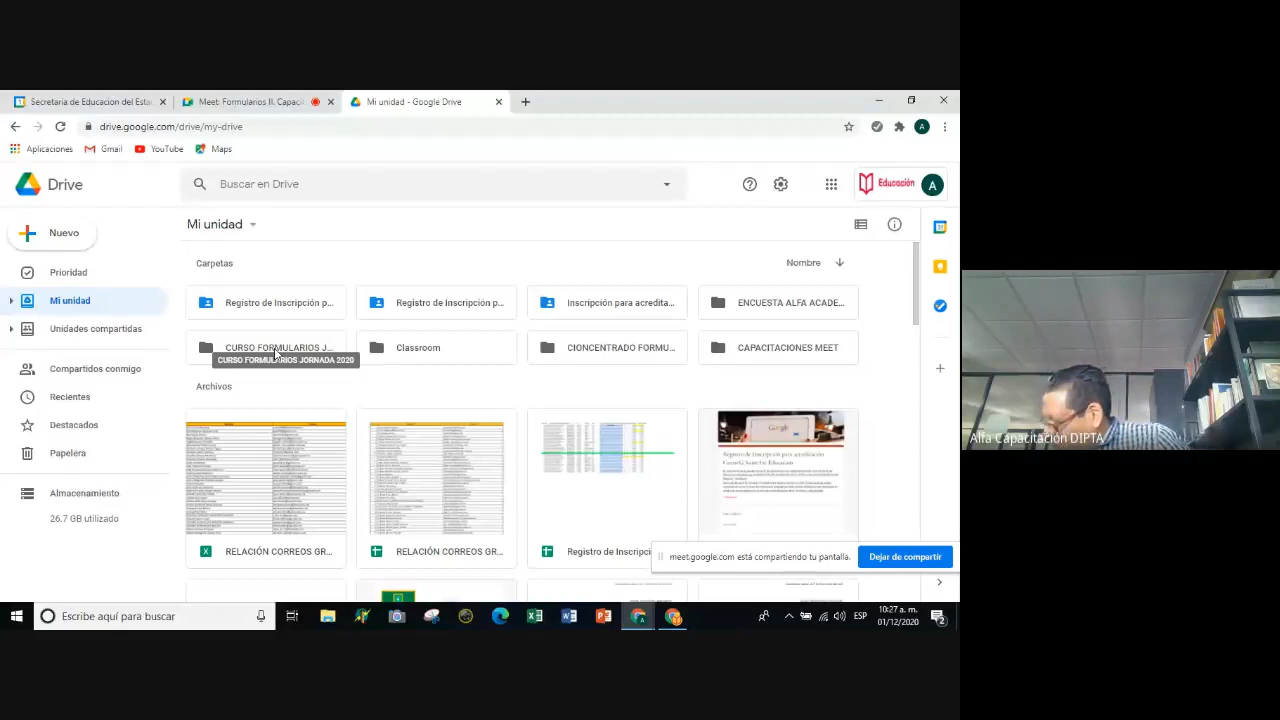 Secretaria de Educacion del Esta
Meet: Formularios II. Capaci
Mi unidad - Google Drive
drive.google.com/drive/my-drive
Aplicaciones
Gmail
YouTube
Maps
Drive
Buscar en Drive
Educación
A
Nuevo
Mi unidad
Prioridad
Mi unidad
Unidades compartidas
Compartidos conmigo
Recientes
Destacados
Papelera
Almacenamiento
26.7 GB utilizado
Carpetas
Nombre
Registro de Inscripción p...
Registro de Inscripción p...
Inscripción para acredita...
ENCUESTA ALFA ACADE...
CURSO FORMULARIOS J...
CURSO FORMULARIOS JORNADA 2020
Classroom
CIONCENTRADO FORMU...
CAPACITACIONES MEET
Archivos
Google
RELACIÓN CORREOS GR...
RELACIÓN CORREOS GR...
Registro de Inscripci
meet.google.com está compartiendo tu pantalla.
Dejar de compartir
Escribe aquí para buscar
ESP
10:27 a. m.
01/12/2020
2
Alfa Capacitación DIPTA